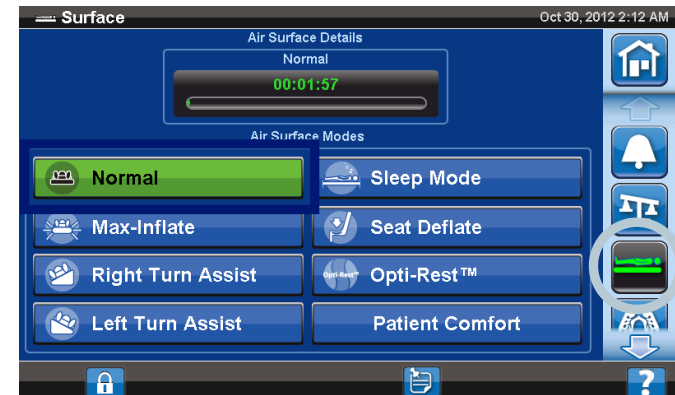 Surface
Oct 30, 2012 2:12 AM
Air Surface Details
Normal
00:01:57
Air Surface Modes
Normal
Sleep Mode
Max-Inflate
Seat Deflate
Right Turn Assist
Opti-Rest™
Opti-Rest™
Left Turn Assist
Patient Comfort
?